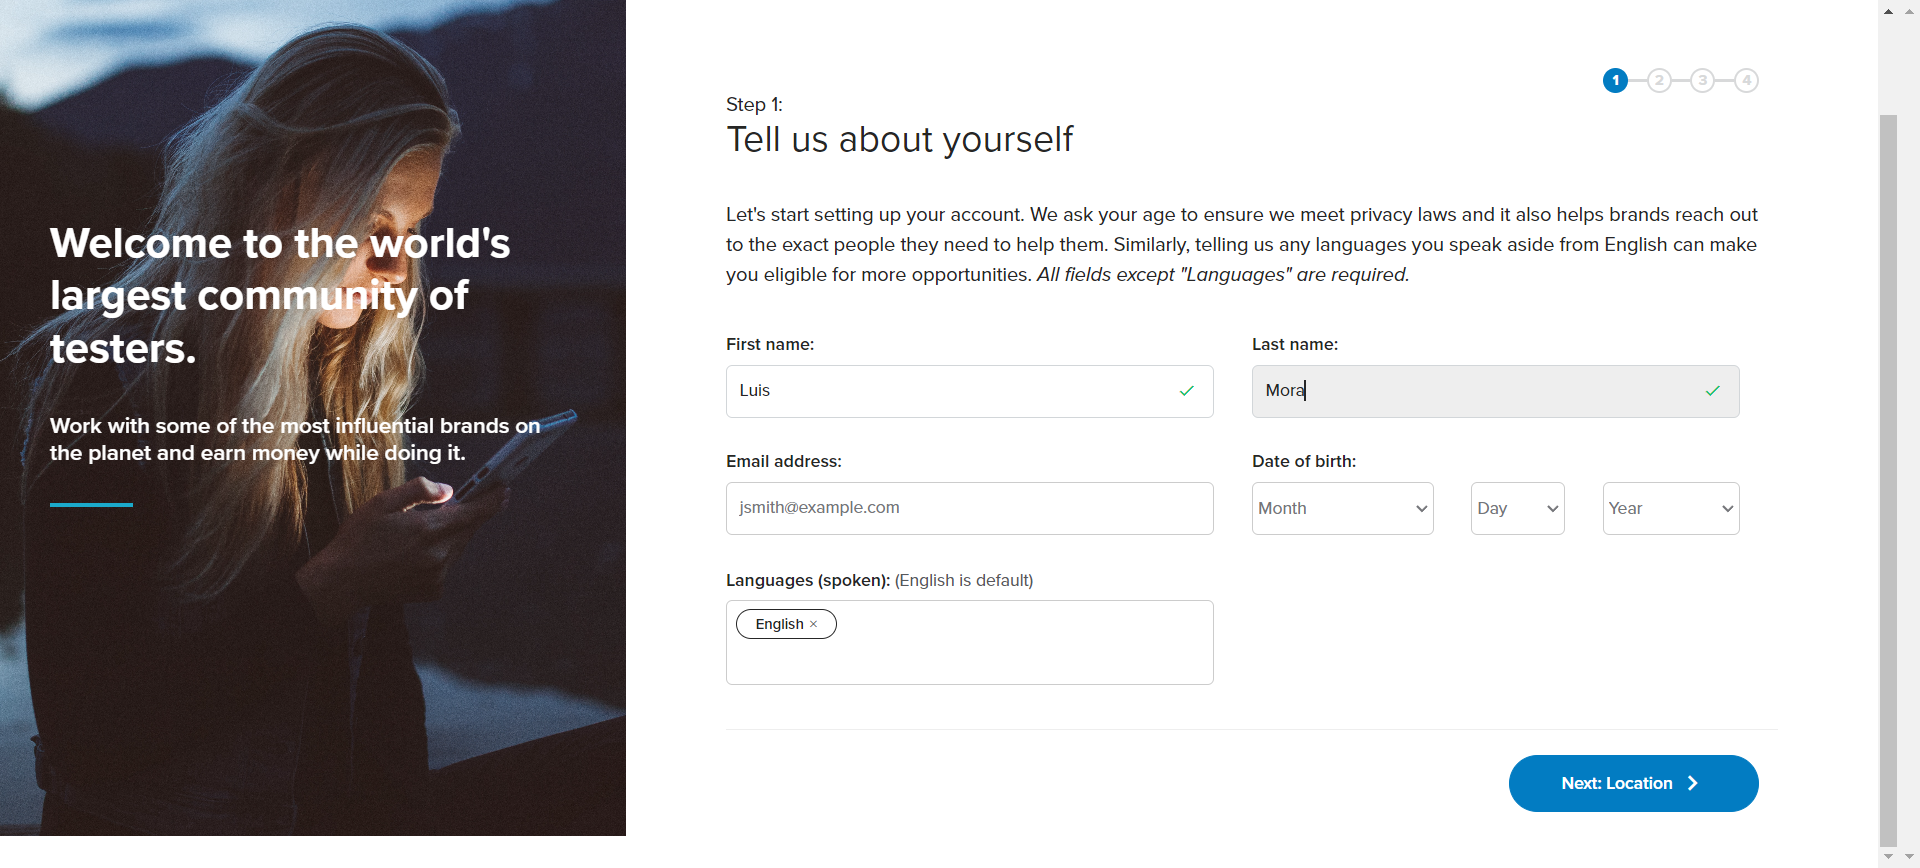 Welcome to the world's
largest community of
testers.
Work with some of the most influential brands on
the planet and earn money while doing it.
1 2 3 4
Step 1:
Tell us about yourself
Let's start setting up your account. We ask your age to ensure we meet privacy laws and it also helps brands reach out
to the exact people they need to help them. Similarly, telling us any languages you speak aside from English can make
you eligible for more opportunities. All fields except "Languages" are required.
First name:
Luis
Last name:
Mora
Email address:
jsmith@example.com
Date of birth:
Month Day Year
Languages (spoken): (English is default)
English ×
Next: Location